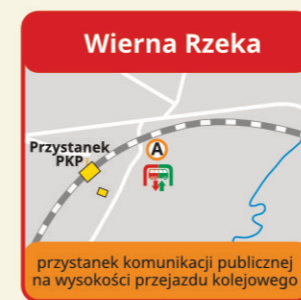 Wierna Rzeka
Przystanek
PKP
A
przystanek komunikacji publicznej
na wysokości przejazdu kolejowego